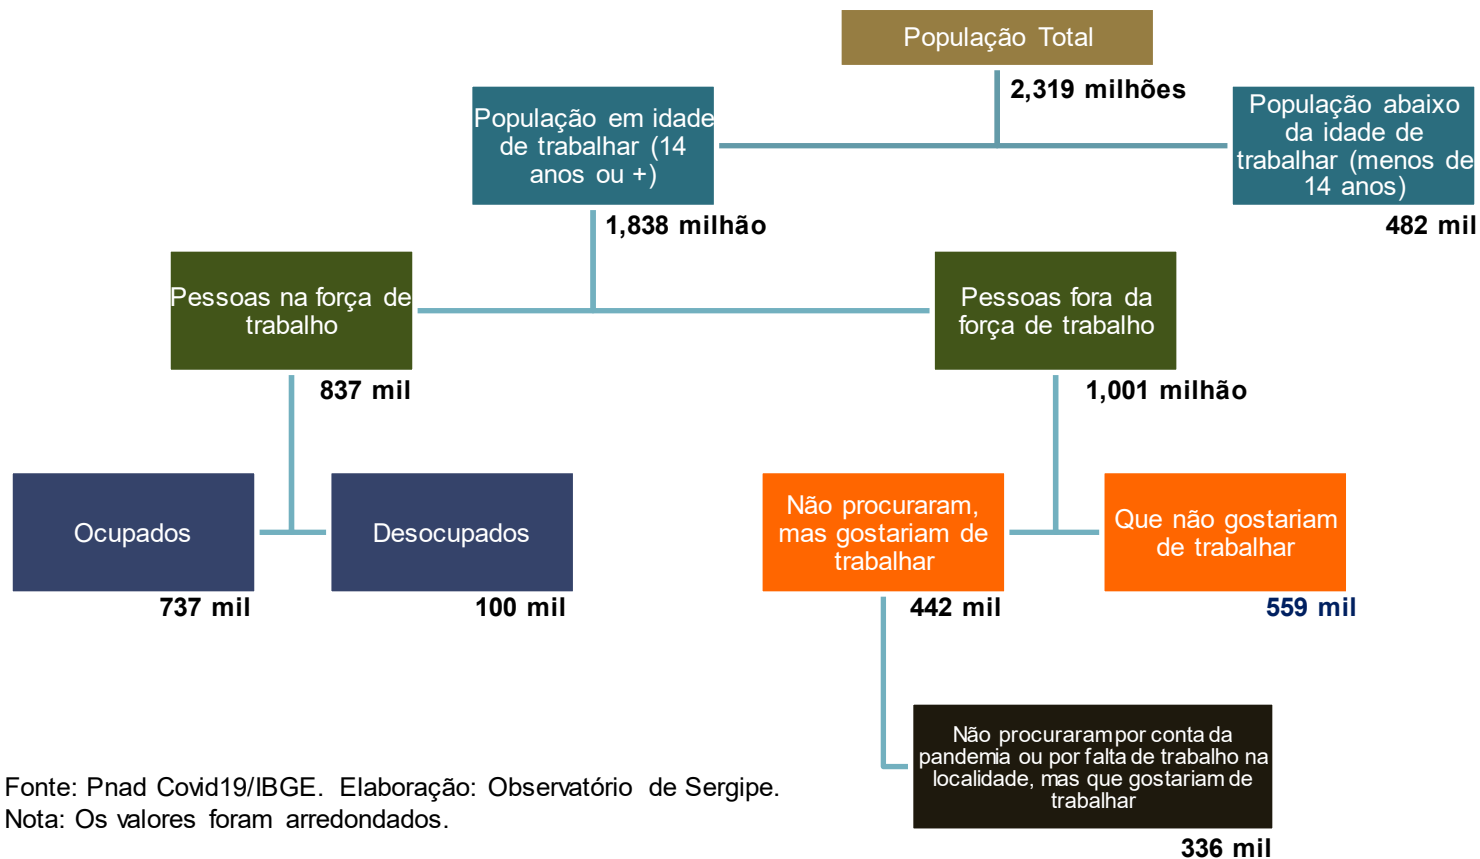 População Total
2,319 milhões
População em idade
de trabalhar (14
anos ou +)
1,838 milhão
População abaixo
da idade de
trabalhar (menos de
14 anos)
482 mil
Pessoas na força de
trabalho
837 mil
Pessoas fora da
força de trabalho
1,001 milhão
Ocupados
737 mil
Desocupados
100 mil
Não procuraram,
mas gostariam de
trabalhar
442 mil
Que não gostariam
de trabalhar
559 mil
Não procuraram por conta da
pandemia ou por falta de trabalho na
localidade, mas que gostariam de
trabalhar
336 mil
Fonte: Pnad Covid19/IBGE. Elaboração: Observatório de Sergipe.
Nota: Os valores foram arredondados.